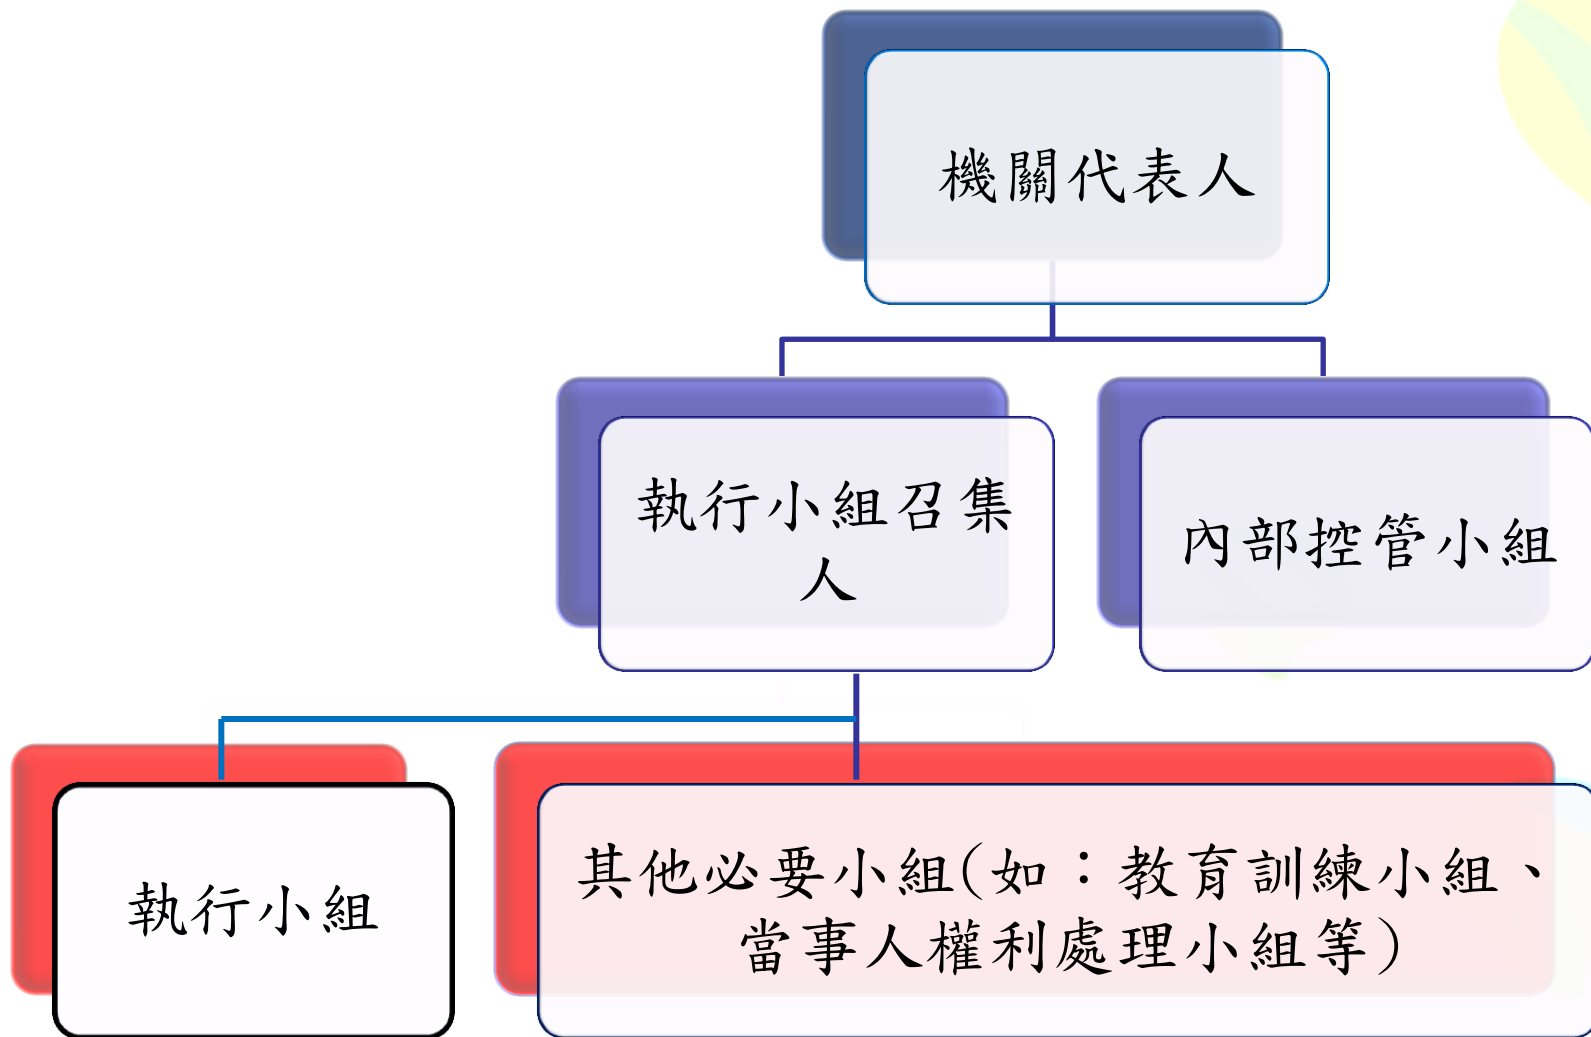 機關代表人
執行小組召集
人
內部控管小組
執行小組
其他必要小組(如：教育訓練小組、
當事人權利處理小組等)